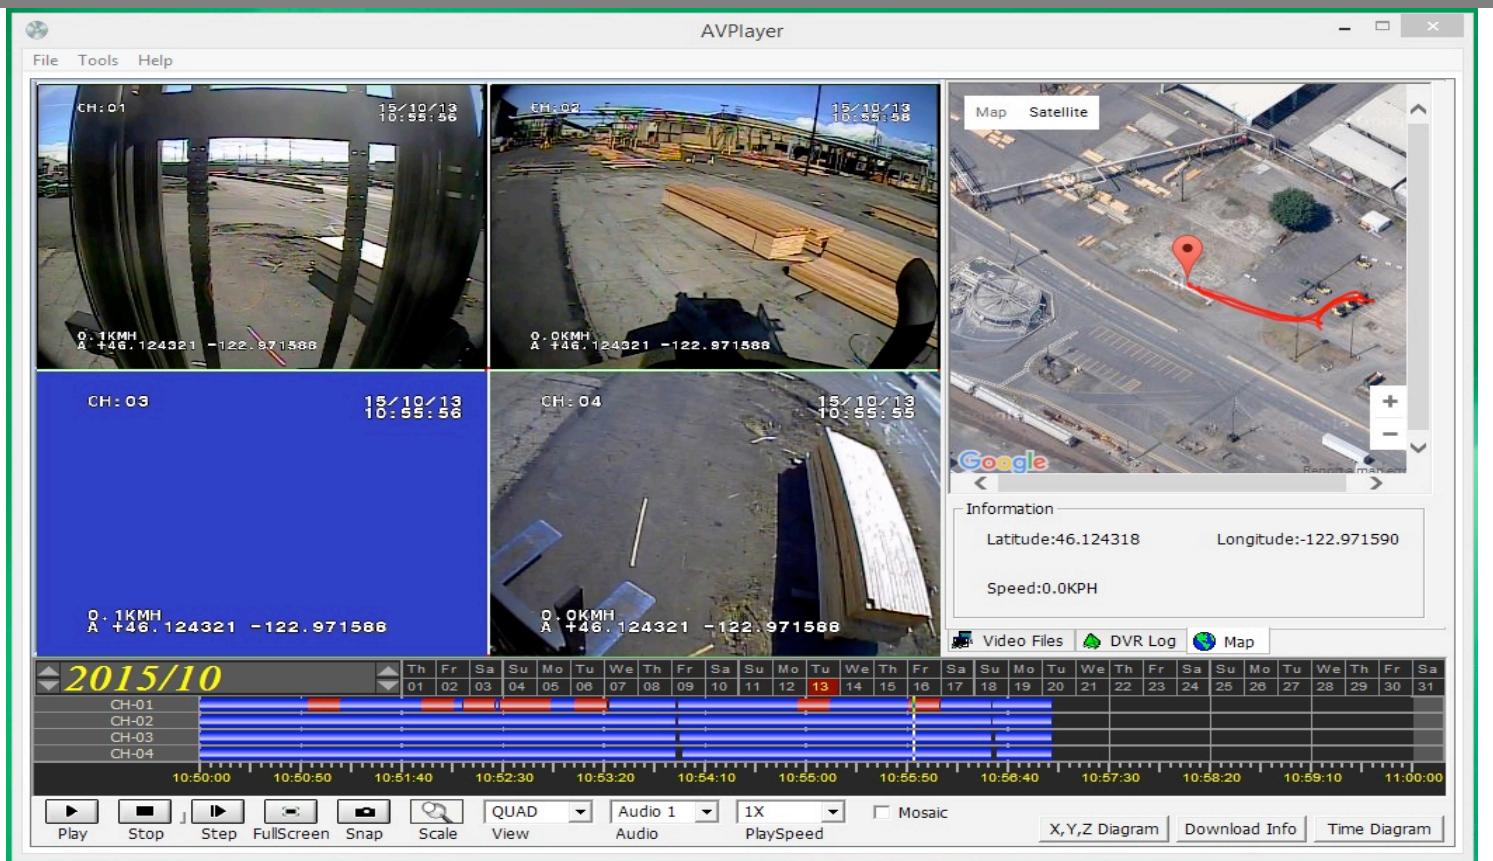 AVPlayer
File Tools Help
CH:01 15/10/13
10:55:56
0.1KMH
A +46.124321 -122.971588
CH:02 15/10/13
10:55:58
0.0KMH
A +46.124321 -122.971588
CH:03 15/10/13
10:55:56
0.1KMH
A +46.124321 -122.971588
CH:04 15/10/13
10:55:55
0.0KMH
A +46.124321 -122.971588
Map Satellite
+
−
Google
Report a map
Information
Latitude:46.124318 Longitude:-122.971590
Speed:0.0KPH
Video Files DVR Log Map
2015/10
Th Fr Sa Su Mo Tu We Th Fr Sa Su Mo Tu We Th Fr Sa Su Mo Tu We Th Fr Sa Su Mo Tu We Th Fr Sa
01 02 03 04 05 06 07 08 09 10 11 12 13 14 15 16 17 18 19 20 21 22 23 24 25 26 27 28 29 30 31
CH-01
CH-02
CH-03
CH-04
10:50:00 10:50:50 10:51:40 10:52:30 10:53:20 10:54:10 10:55:00 10:55:50 10:56:40 10:57:30 10:58:20 10:59:10 11:00:00
QUAD Audio 1 1X Mosaic
Play Stop Step FullScreen Snap Scale View Audio PlaySpeed
X,Y,Z Diagram Download Info Time Diagram